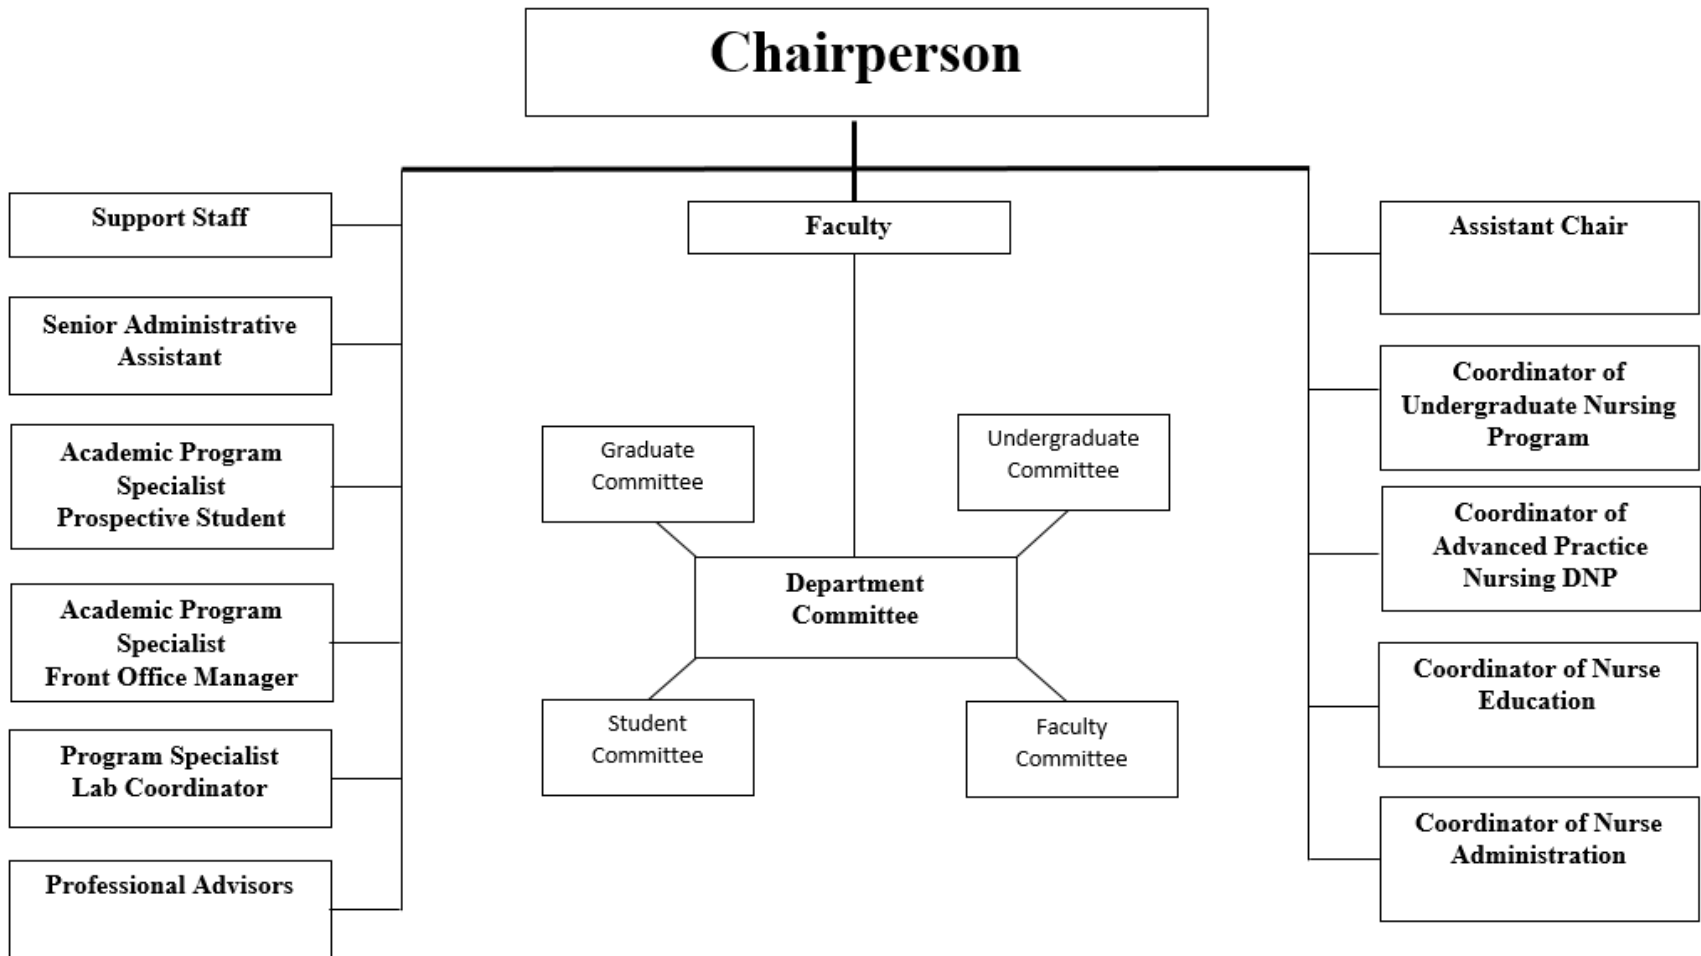 Chairperson
Support Staff
Senior Administrative
Assistant
Academic Program
Specialist
Prospective Student
Academic Program
Specialist
Front Office Manager
Program Specialist
Lab Coordinator
Professional Advisors
Faculty
Graduate
Committee
Undergraduate
Committee
Department
Committee
Student
Committee
Faculty
Committee
Assistant Chair
Coordinator of
Undergraduate Nursing
Program
Coordinator of
Advanced Practice
Nursing DNP
Coordinator of Nurse
Education
Coordinator of Nurse
Administration